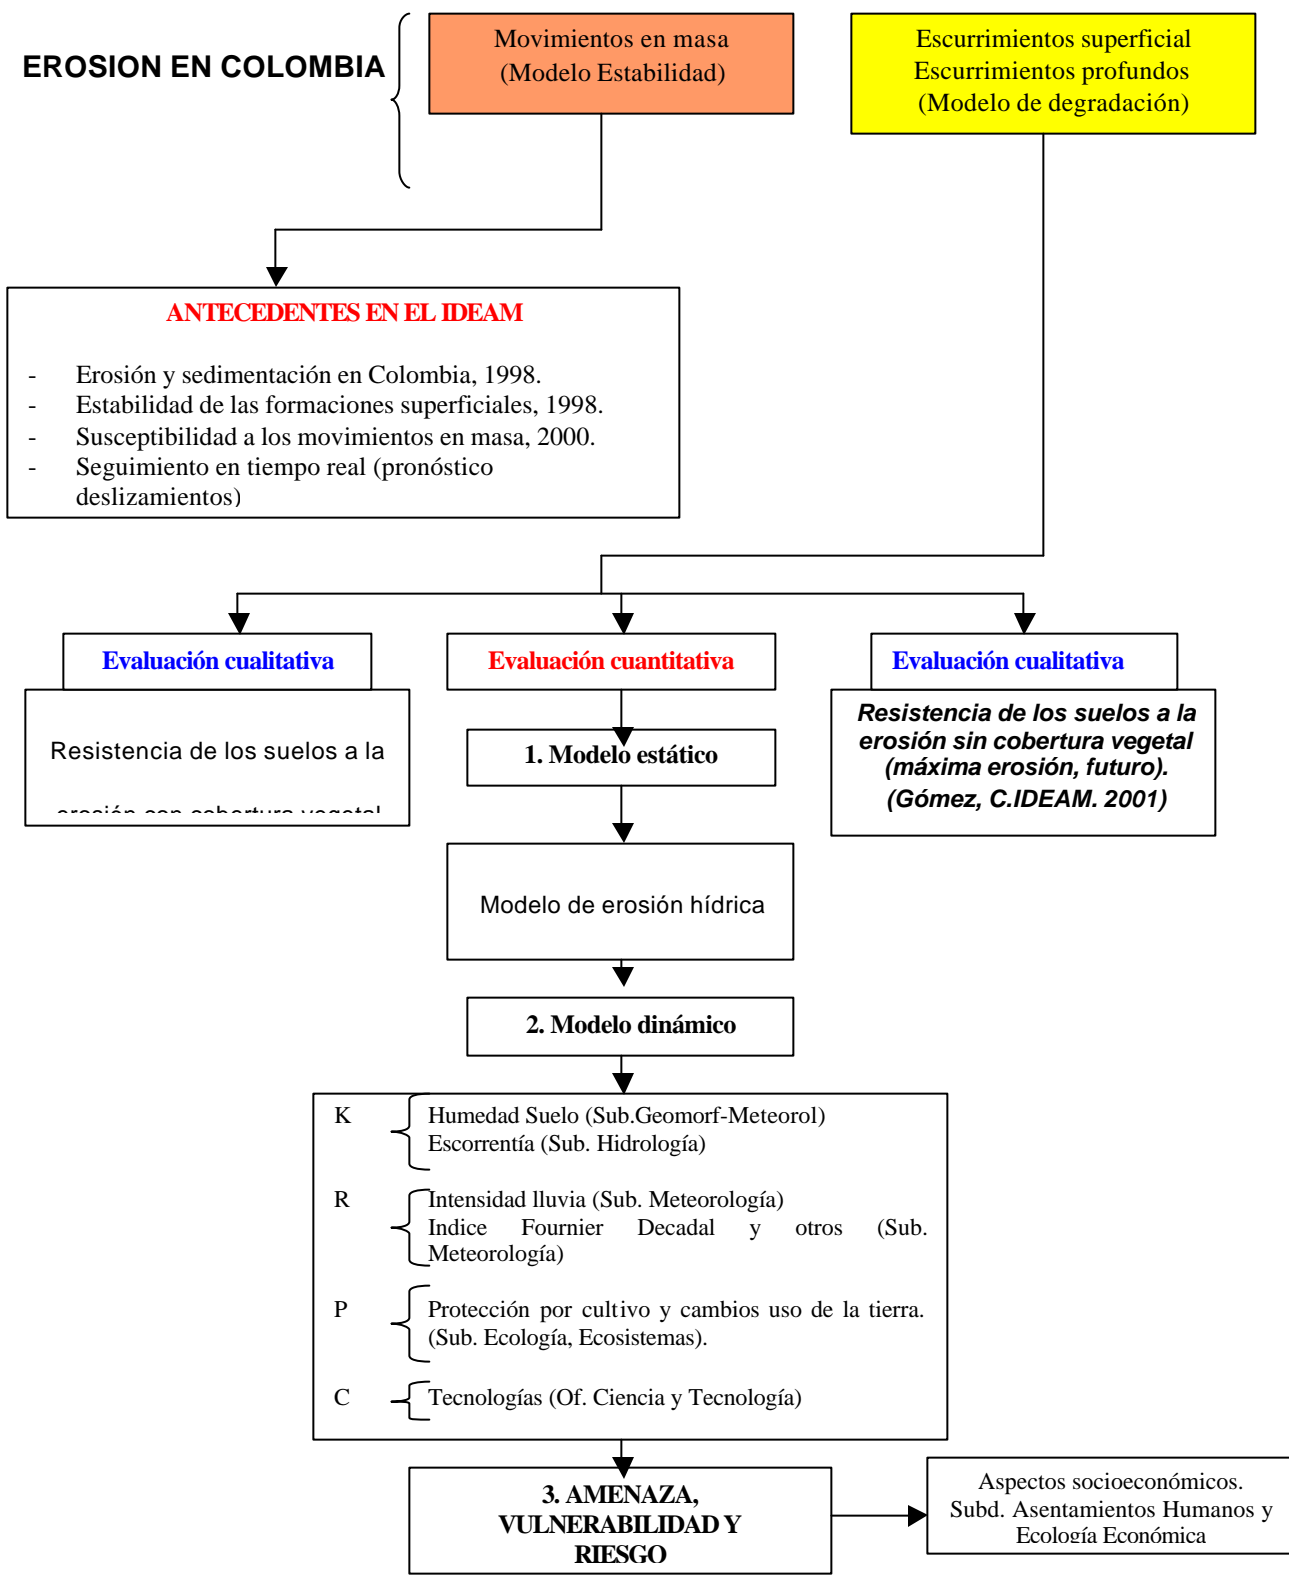 EROSION EN COLOMBIA
Movimientos en masa
(Modelo Estabilidad)
Escurrimientos superficial
Escurrimientos profundos
(Modelo de degradación)
ANTECEDENTES EN EL IDEAM
- Erosión y sedimentación en Colombia, 1998.
- Estabilidad de las formaciones superficiales, 1998.
- Susceptibilidad a los movimientos en masa, 2000.
- Seguimiento en tiempo real (pronóstico
deslizamientos)
Evaluación cualitativa
Resistencia de los suelos a la
erosión con cobertura vegetal
Evaluación cuantitativa
1. Modelo estático
Evaluación cualitativa
Resistencia de los suelos a la
erosión sin cobertura vegetal
(máxima erosión, futuro).
(Gómez, C.IDEAM. 2001)
Modelo de erosión hídrica
2. Modelo dinámico
K Humedad Suelo (Sub.Geomorf-Meteorol)
Escorrentía (Sub. Hidrología)
R Intensidad lluvia (Sub. Meteorología)
Indice Fournier Decadal y otros (Sub.
Meteorología)
P Protección por cultivo y cambios uso de la tierra.
(Sub. Ecología, Ecosistemas).
C Tecnologías (Of. Ciencia y Tecnología)
3. AMENAZA,
VULNERABILIDAD Y
RIESGO
Aspectos socioeconómicos.
Subd. Asentamientos Humanos y
Ecología Económica